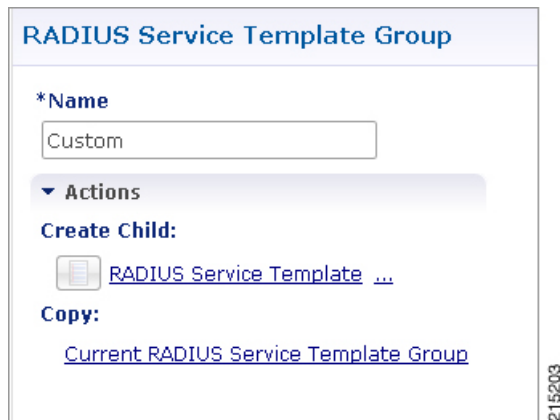 RADIUS Service Template Group
*Name
Custom
Actions
Create Child:
RADIUS Service Template ...
Copy:
Current RADIUS Service Template Group
215203